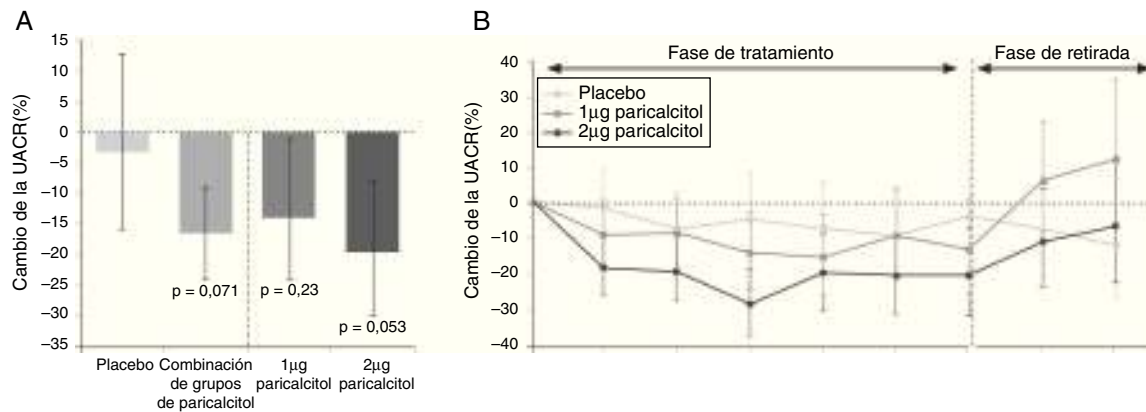 A
Cambio de la UACR(%)
15
10
5
0
–5
–10
–15
–20
–25
–30
–35
p = 0,071
p = 0,23
p = 0,053
Placebo
Combinación
de grupos
de paricalcitol
1µg
paricalcitol
2µg
paricalcitol
B
Cambio de la UACR(%)
40
30
20
10
0
–10
–20
–30
–40
Fase de tratamiento
Fase de retirada
Placebo
1µg paricalcitol
2µg paricalcitol